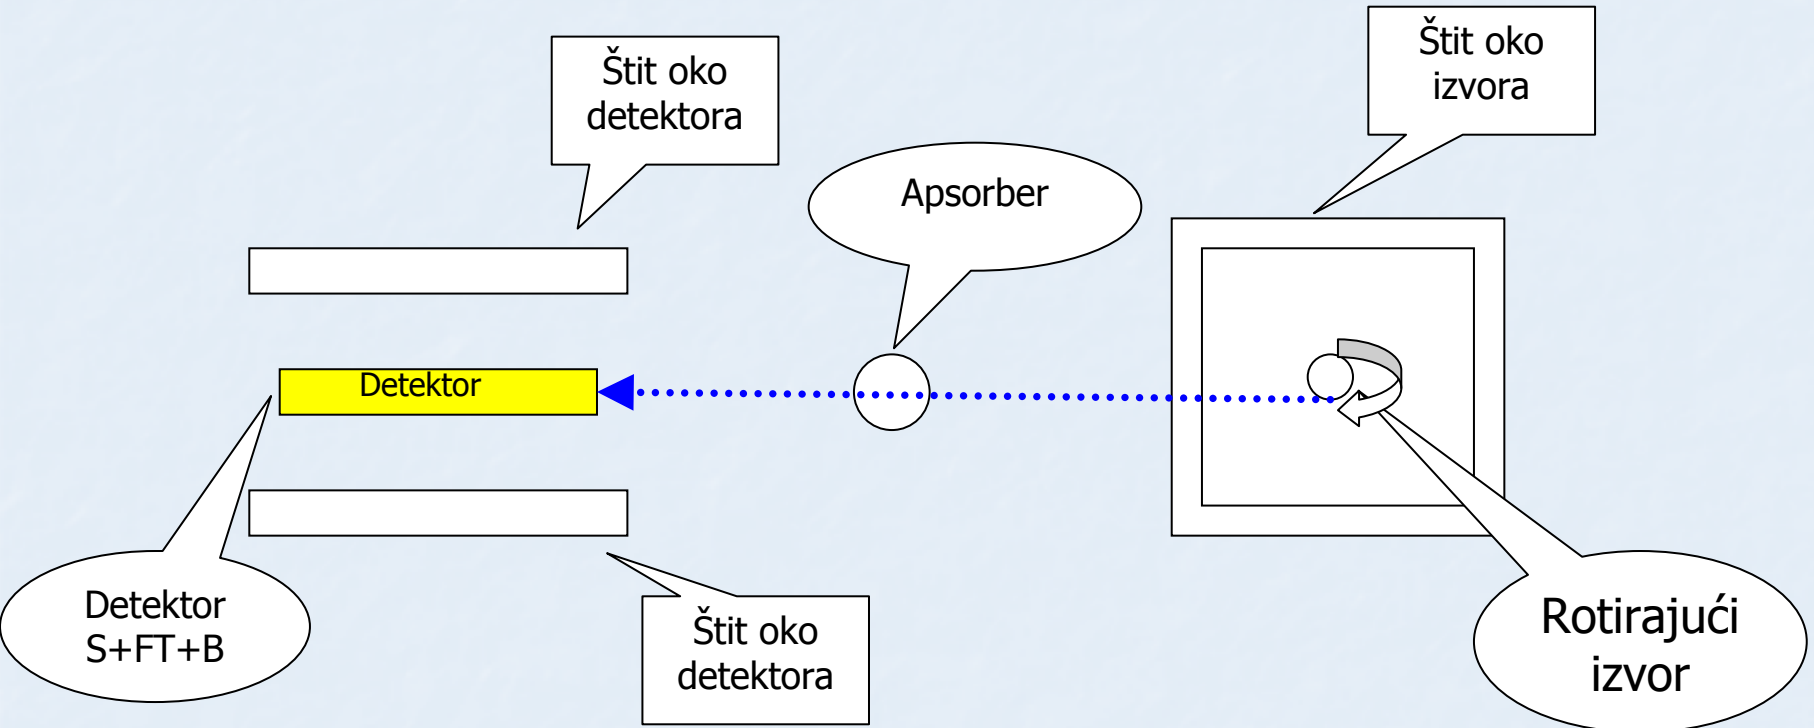 Štit oko
detektora
Štit oko
izvora
Apsorber
Detektor
Detektor
S+FT+B
Štit oko
detektora
Rotirajući
izvor